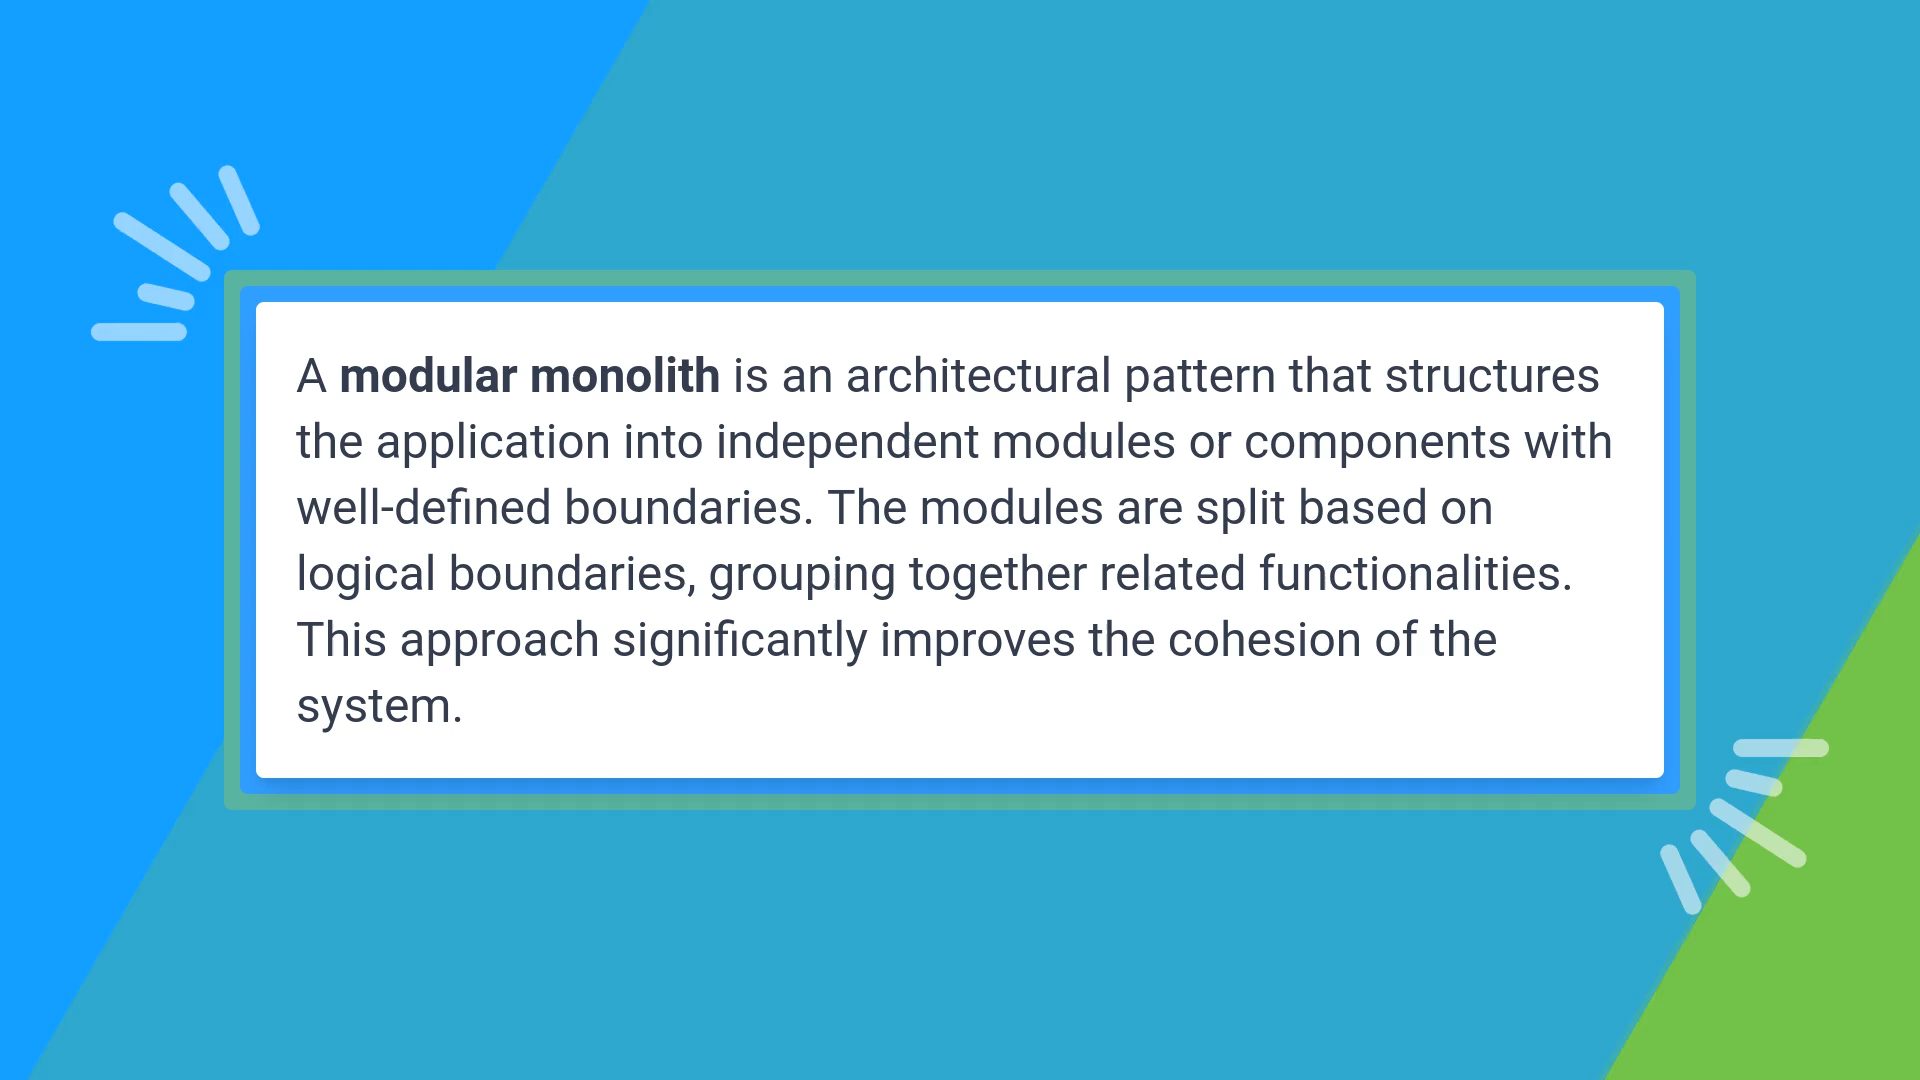 A modular monolith is an architectural pattern that structures
the application into independent modules or components with
well-defined boundaries. The modules are split based on
logical boundaries, grouping together related functionalities.
This approach significantly improves the cohesion of the
system.